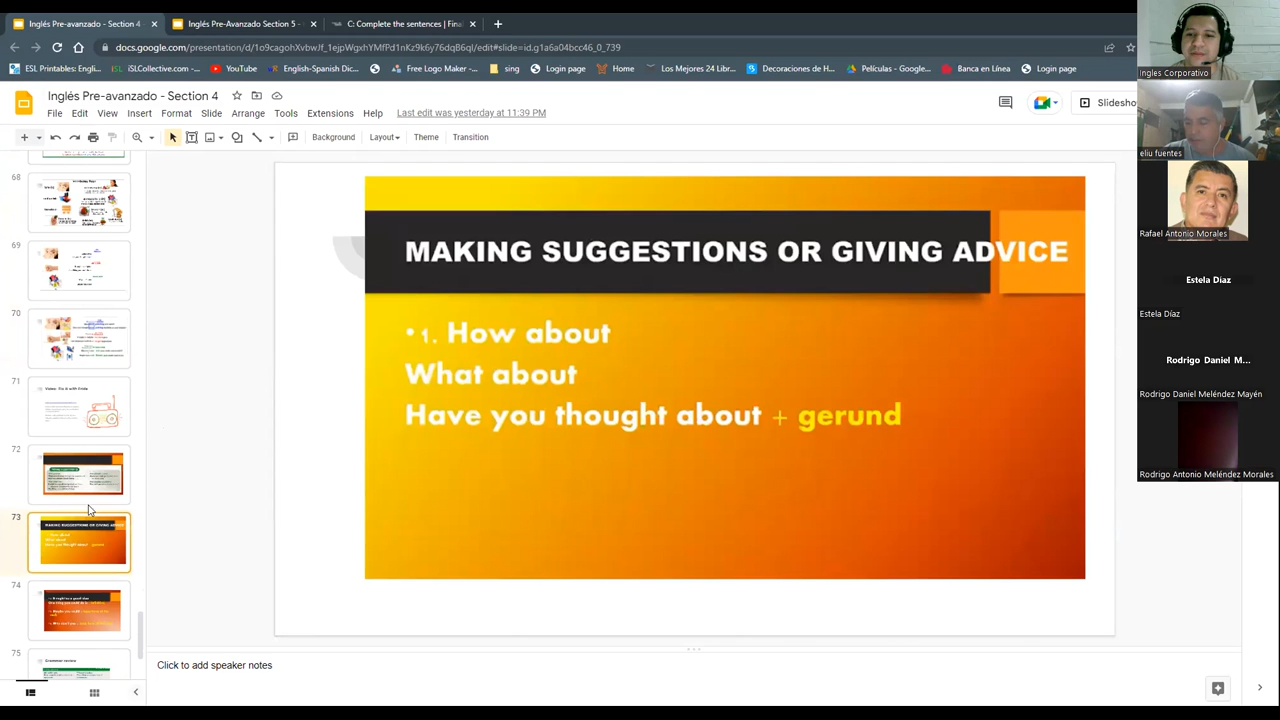 Inglés Pre-avanzado - Section 4 -
Inglés Pre-Avanzado Section 5 -
C: Complete the sentences | Final
docs.google.com/presentation/d/1o9cagohXvbwJf_1ejpWgxhYMfPd1nKz9k6y76dqB6qI/edit#slide=id.g1a6a04bcc46_0_739
ESL Printables: Engli...
iSLCollective.com -...
YouTube
English-Spanish Dic...
Login page
Free Logo Maker -...
Home
Los Mejores 24 Libr...
Decoraciones de H...
Películas - Google...
Banca en Línea
Login page
Inglés Pre-avanzado - Section 4
File Edit View Insert Format Slide Arrange Tools Extensions Help
Last edit was yesterday at 11:39 PM
Slidesho
Background
Layout
Theme
Transition
68
69
70
71
72
73
74
75
MAKING SUGGESTIONS OR GIVING ADVICE
•1. How about
What about
Have you thought about + gerund
Click to add speaker notes
Ingles Corporativo
eliu fuentes
Rafael Antonio Morales
Estela Diaz
Estela Díaz
Rodrigo Daniel M...
Rodrigo Daniel Meléndez Mayén
Rodrigo Antonio Meléndez Morales